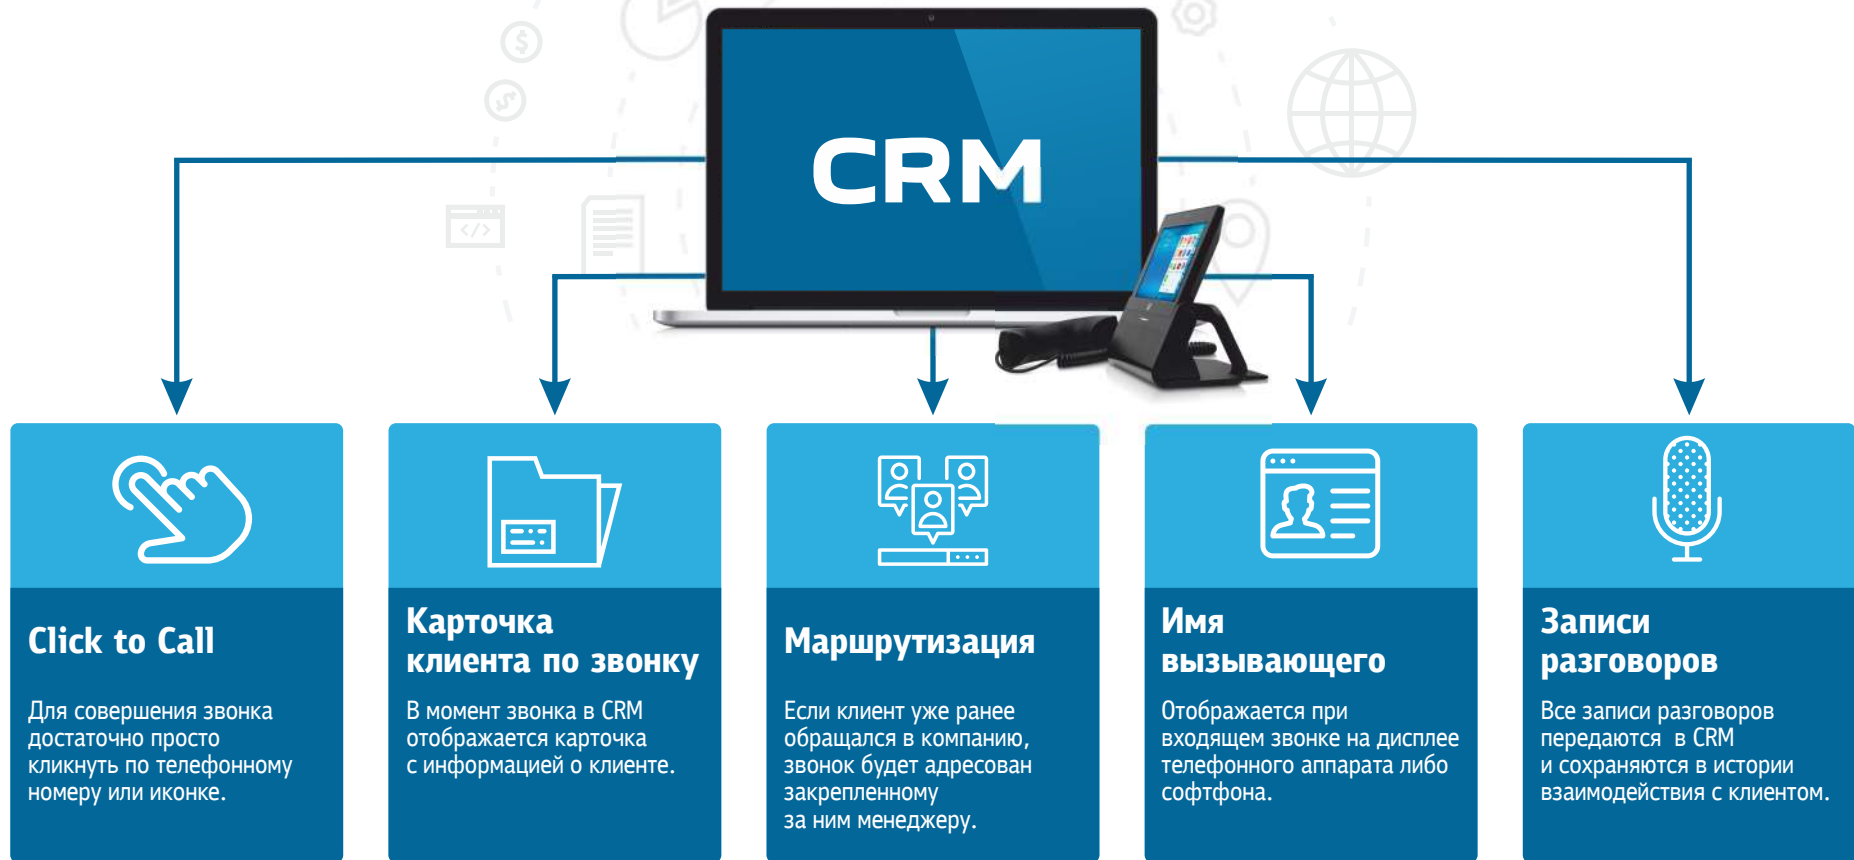 CRM
Click to Call
Для совершения звонка
достаточно просто
кликнуть по телефонному
номеру или иконке.
Карточка
клиента по звонку
В момент звонка в CRM
отображается карточка
с информацией о клиенте.
Маршрутизация
Если клиент уже ранее
обращался в компанию,
звонок будет адресован
закрепленному
за ним менеджеру.
Имя
вызывающего
Отображается при
входящем звонке на дисплее
телефонного аппарата либо
софтфона.
Записи
разговоров
Все записи разговоров
передаются  в CRM
и сохраняются в истории
взаимодействия с клиентом.